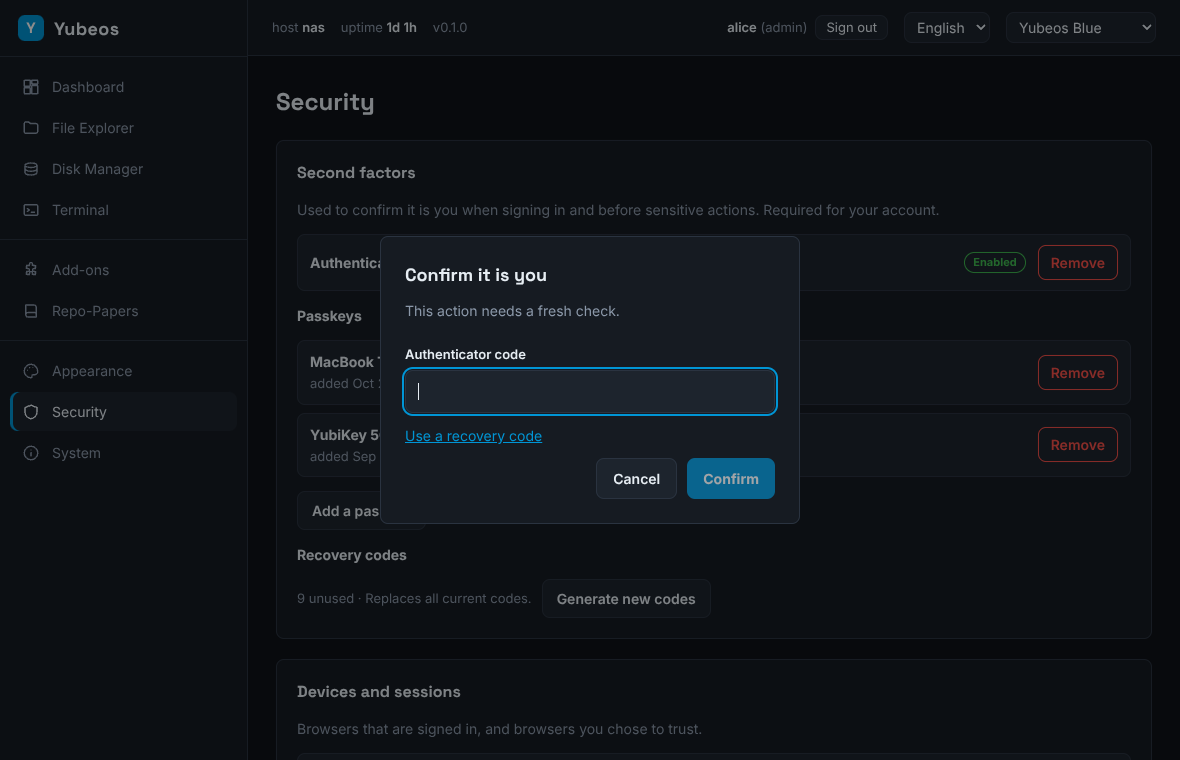 Y Yubeos
host nas uptime 1d 1h v0.1.0
alice (admin) Sign out English Yubeos Blue
Dashboard
File Explorer
Disk Manager
Terminal
Add-ons
Repo-Papers
Appearance
Security
System
Security
Second factors
Used to confirm it is you when signing in and before sensitive actions. Required for your account.
Enabled Remove
Passkeys
MacBook
added Oct
Remove
YubiKey
added Sep
Remove
Add a
Recovery codes
9 unused · Replaces all current codes. Generate new codes
Devices and sessions
Browsers that are signed in, and browsers you chose to trust.
Confirm it is you
This action needs a fresh check.
Authenticator code
Use a recovery code
Cancel Confirm